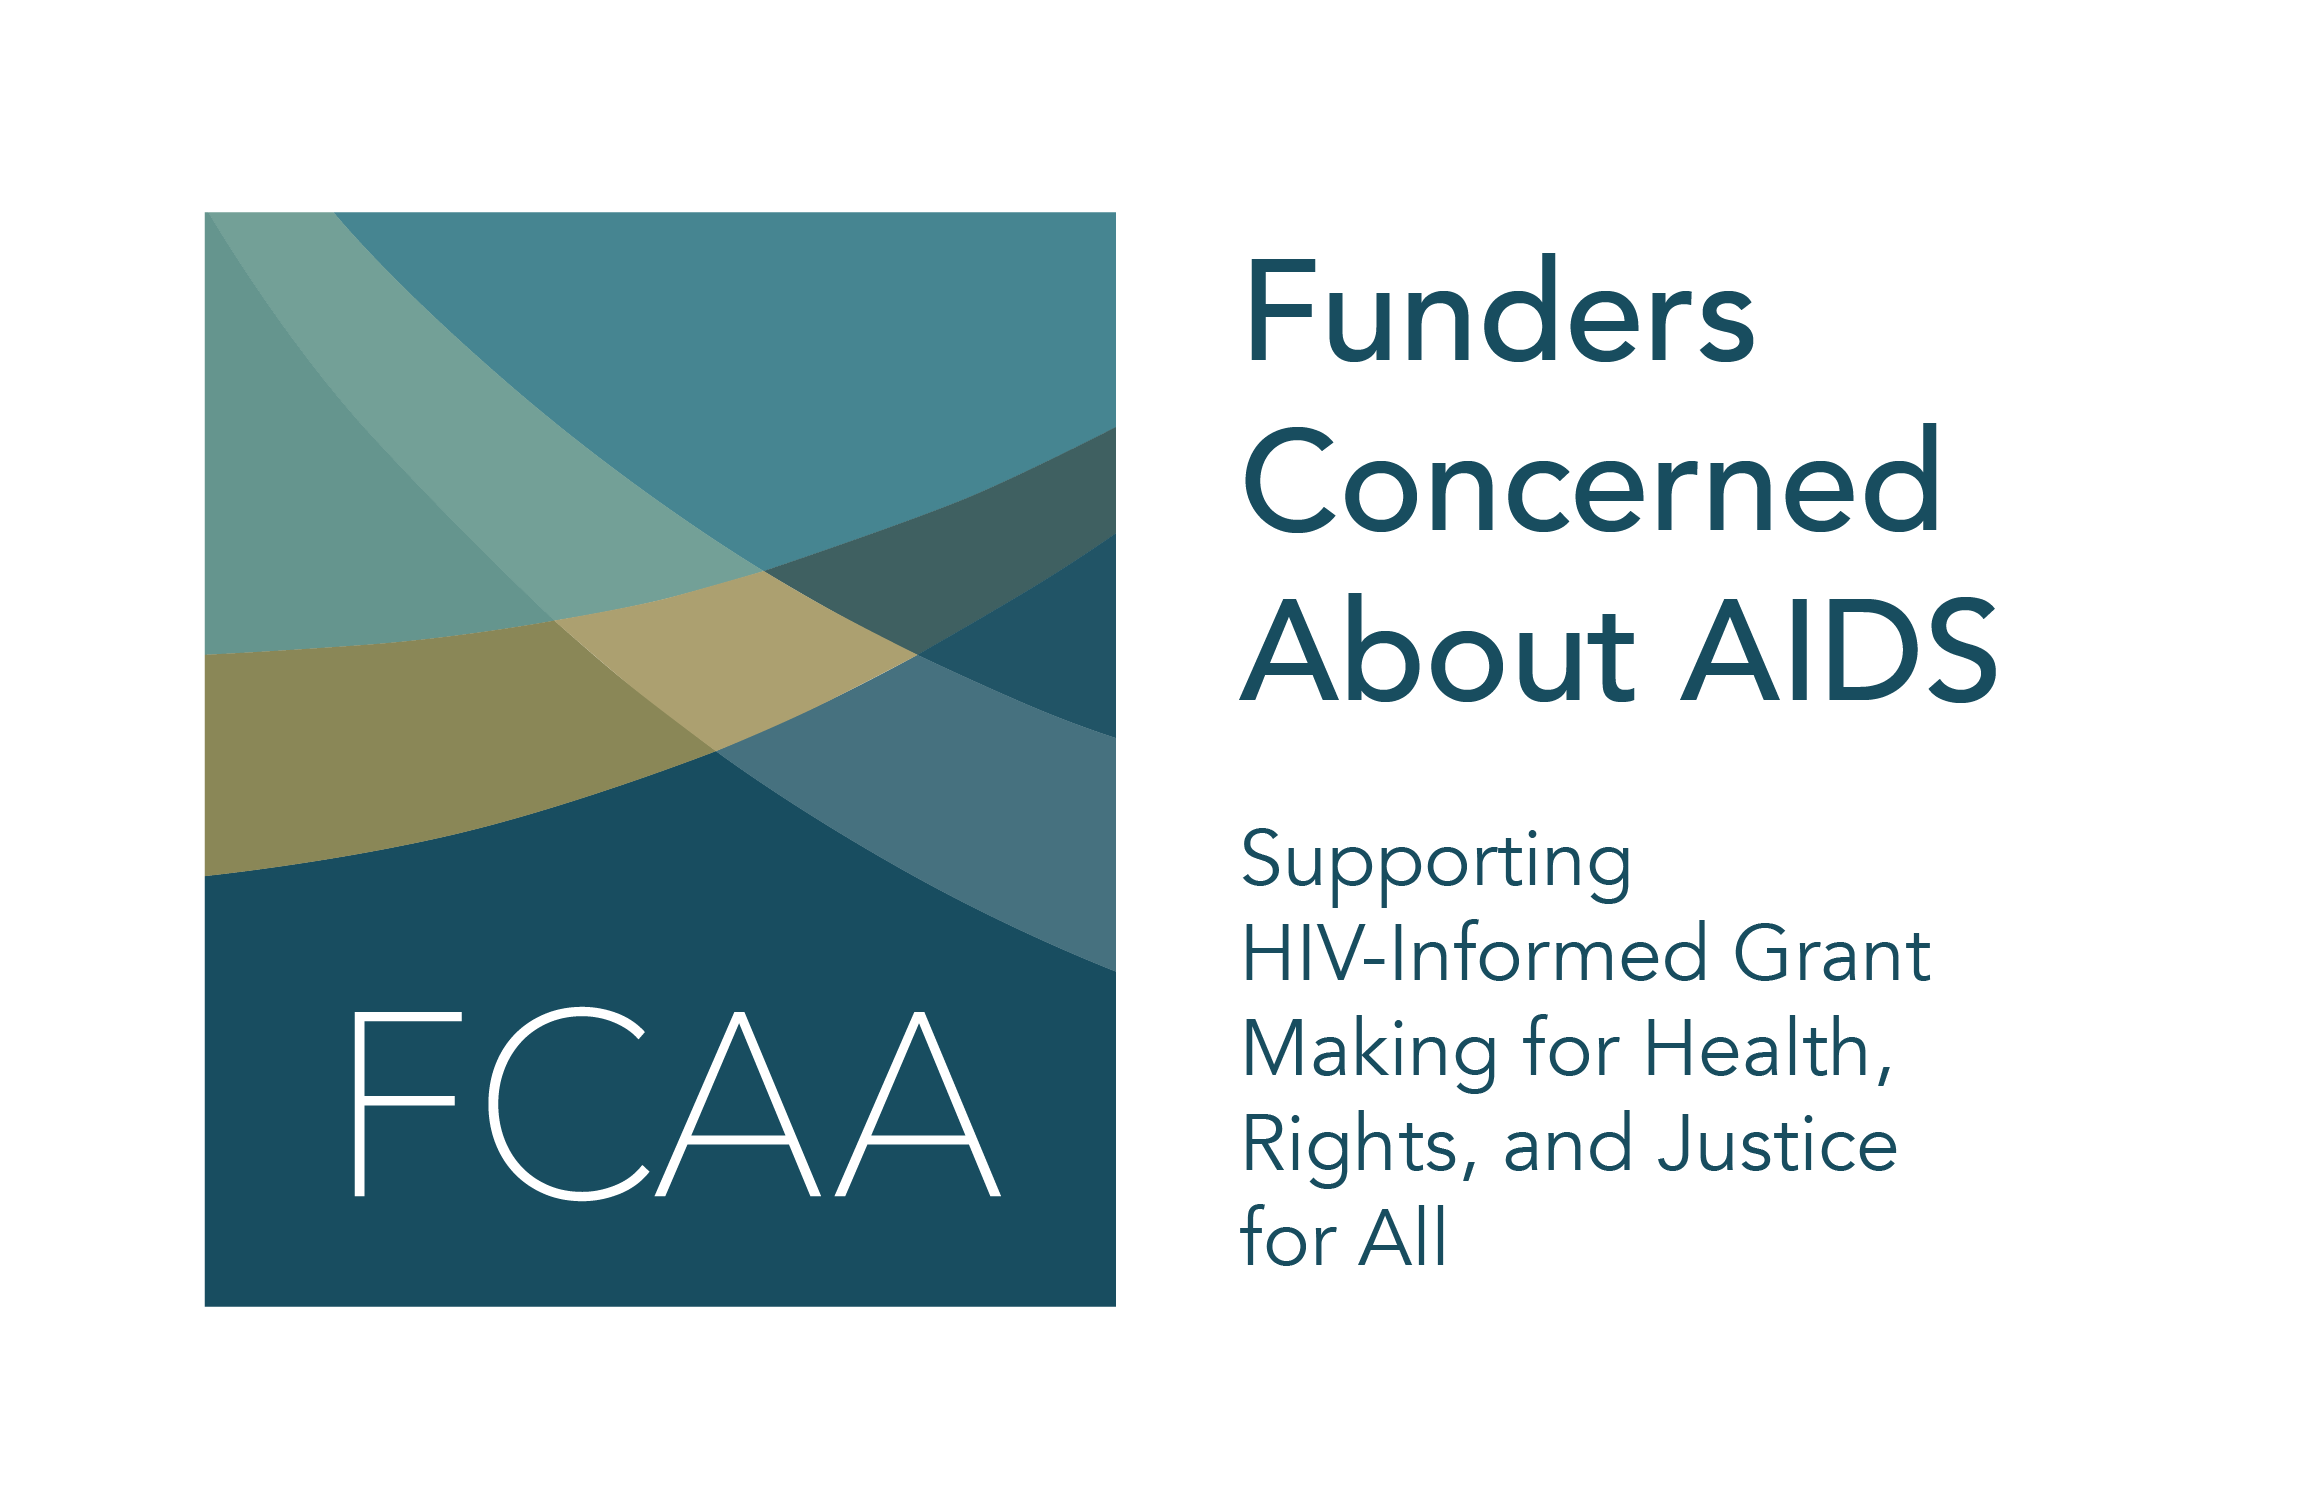 FCAA
Funders
Concerned
About AIDS
Supporting
HIV-Informed Grant
Making for Health,
Rights, and Justice
for All